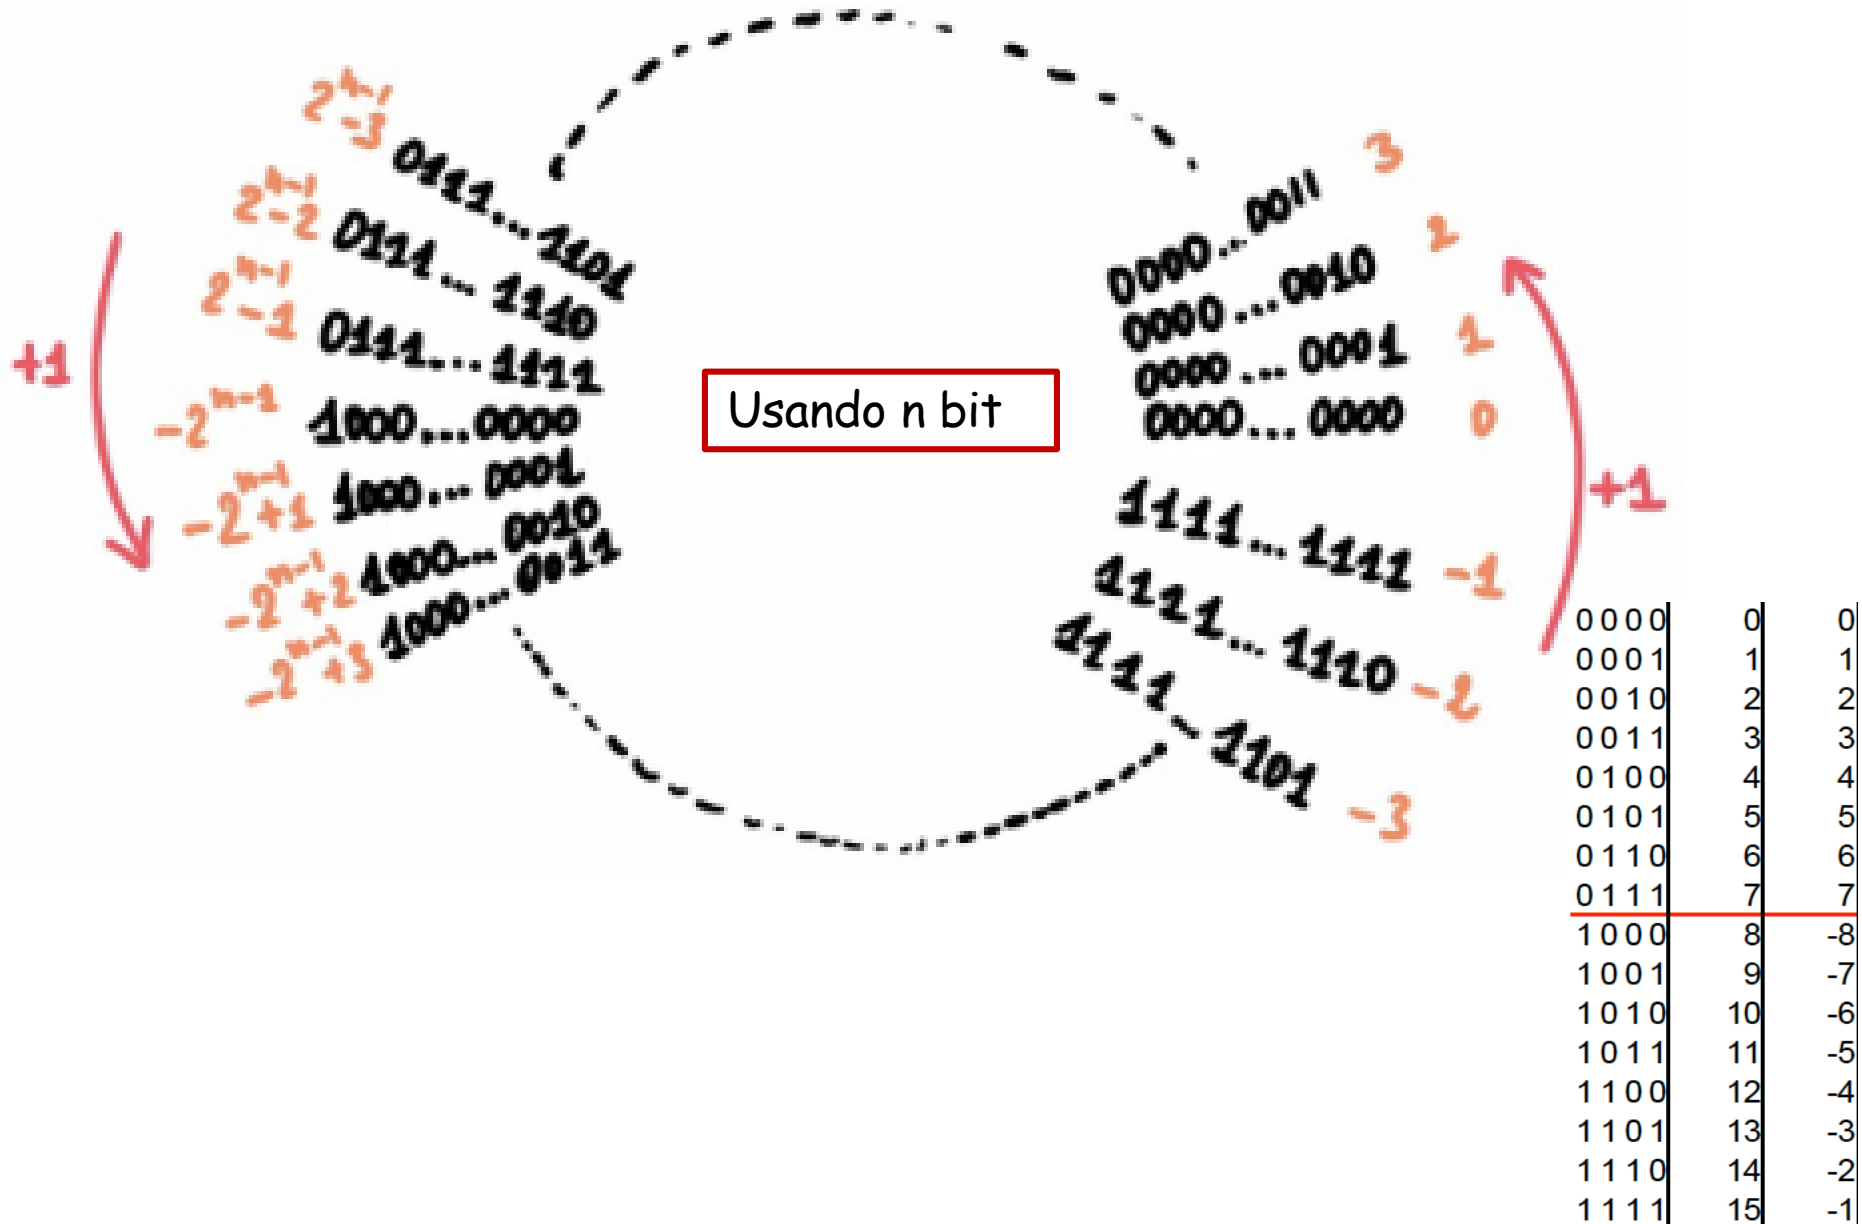 2^{n-1}-3 0111...1101
2^{n-1}-2 0111...1110
2^{n-1}-1 0111...1111
-2^{n-1} 1000...0000
-2^{n-1}+1 1000...0001
-2^{n-1}+2 1000...0010
-2^{n-1}+3 1000...0011
+1
Usando n bit
0000...0011 3
0000...0010 2
0000...0001 1
0000...0000 0
1111...1111 -1
1111...1110 -2
1111...1101 -3
+1
0000 0 0
0001 1 1
0010 2 2
0011 3 3
0100 4 4
0101 5 5
0110 6 6
0111 7 7
1000 8 -8
1001 9 -7
1010 10 -6
1011 11 -5
1100 12 -4
1101 13 -3
1110 14 -2
1111 15 -1